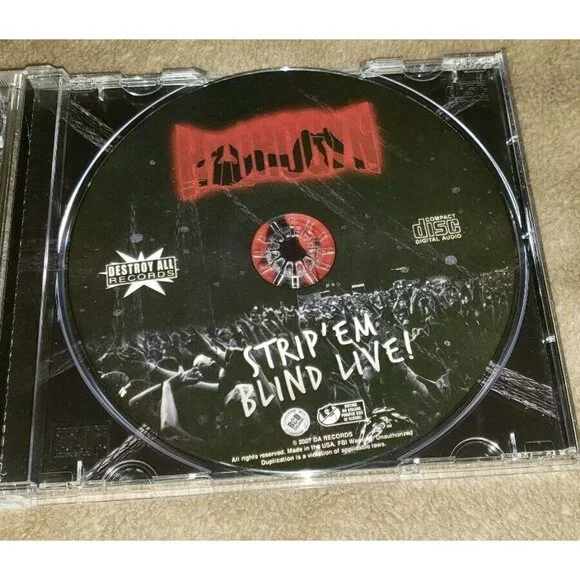 COMPACT
disc
DIGITAL AUDIO
DESTROY ALL
RECORDS
STRIP'EM
BLIND LIVE!
© 2007 DA RECORDS
All rights reserved. Made in the USA. FBI Unauthorized
Duplication is a violation of applicable laws.